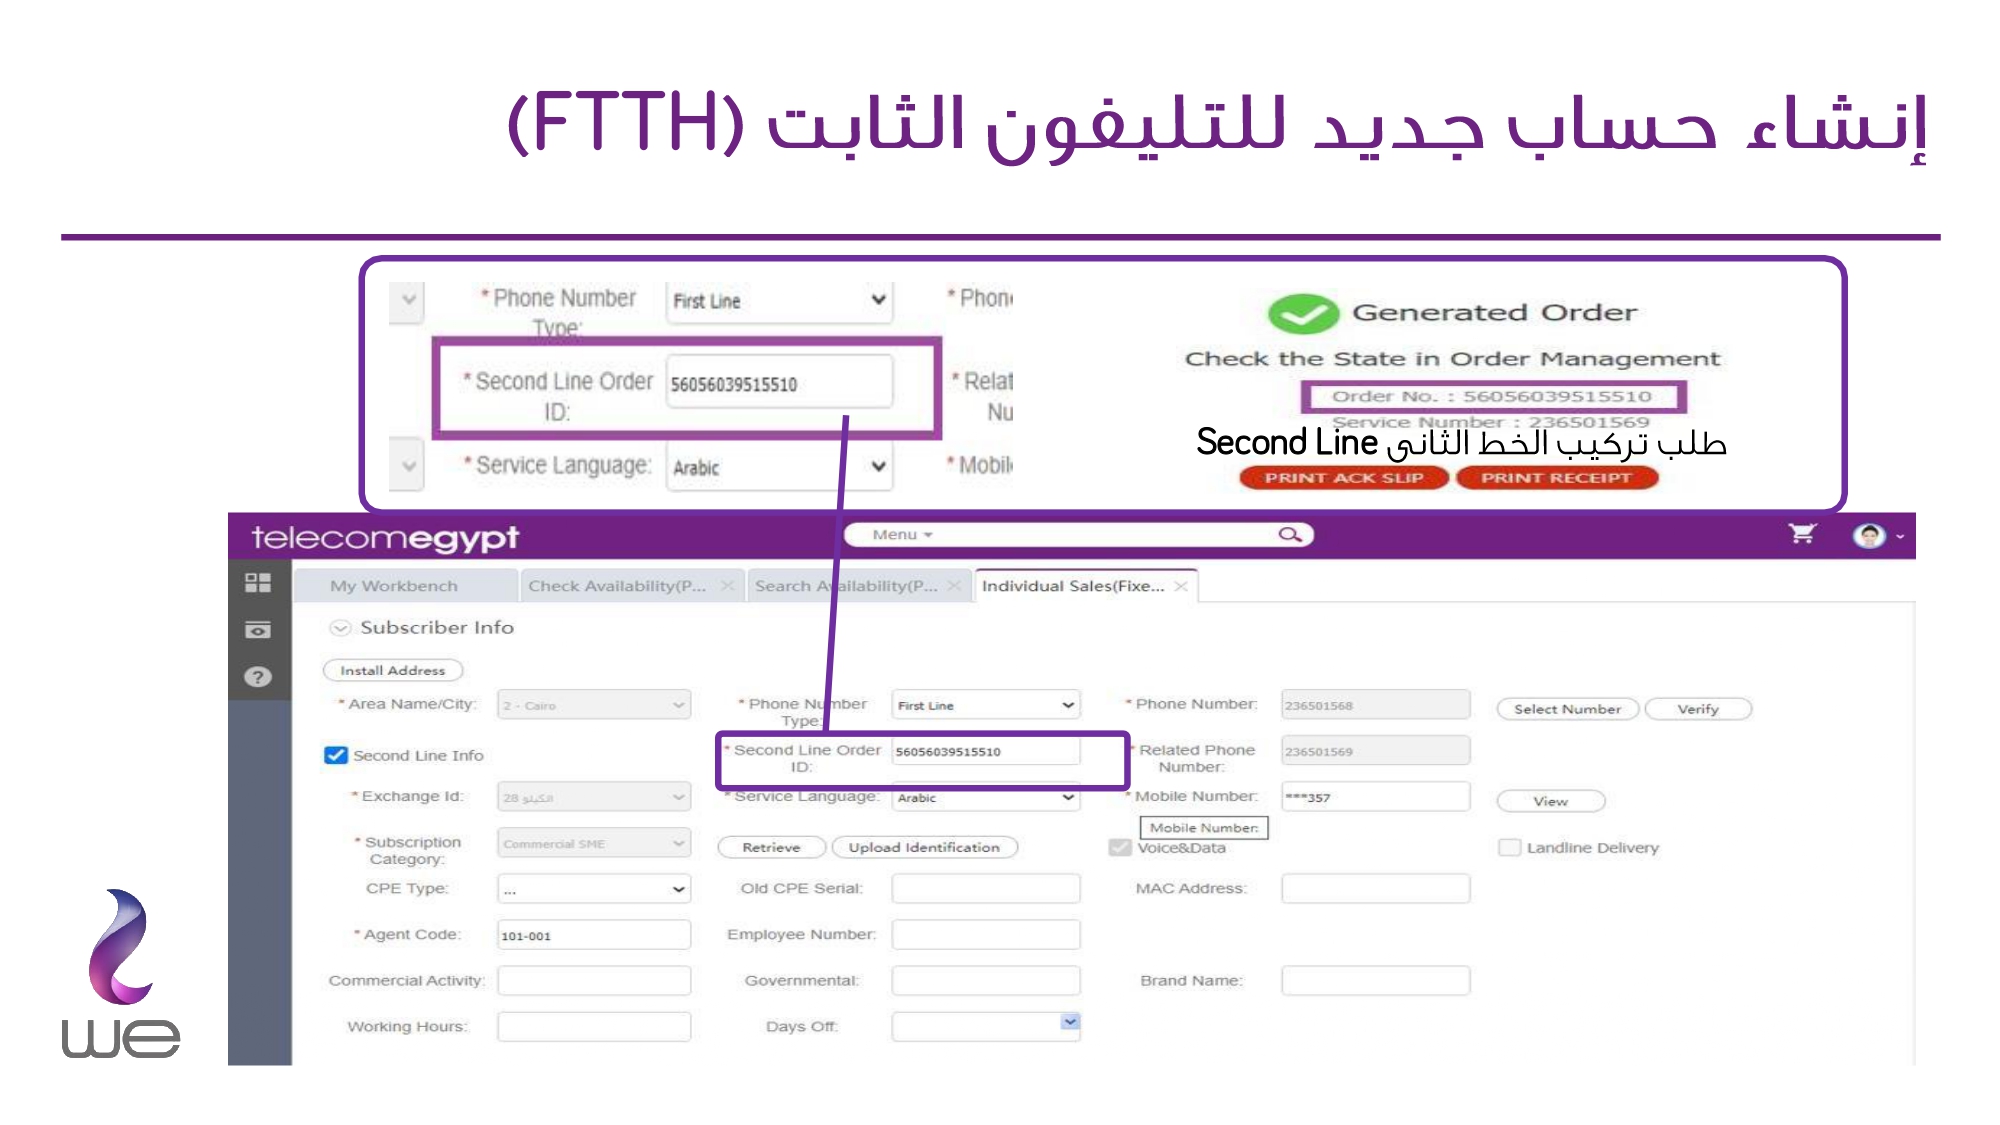 إنشاء حساب جديد للتليفون الثابت (FTTH)
* Phone Number Type: First Line * Phon
* Second Line Order ID: 56056039515510 * Relat Nu
* Service Language: Arabic * Mobil
Generated Order
Check the State in Order Management
Order No. : 56056039515510
Service Number : 236501569
طلب تركيب الخط الثانى Second Line
PRINT ACK SLIP PRINT RECEIPT
telecomegypt Menu
My Workbench Check Availability(P... Search Availability(P... Individual Sales(Fixe...
Subscriber Info
Install Address
* Area Name/City: 2 - Cairo * Phone Number Type: First Line * Phone Number: 236501568 Select Number Verify
Second Line Info * Second Line Order ID: 56056039515510 * Related Phone Number: 236501569
* Exchange Id: 28 الكيلو * Service Language: Arabic * Mobile Number: ***357 View
Mobile Number:
* Subscription Category: Commercial SME Retrieve Upload Identification Voice&Data Landline Delivery
CPE Type: ... Old CPE Serial: MAC Address:
* Agent Code: 101-001 Employee Number:
Commercial Activity: Governmental: Brand Name:
Working Hours: Days Off:
we